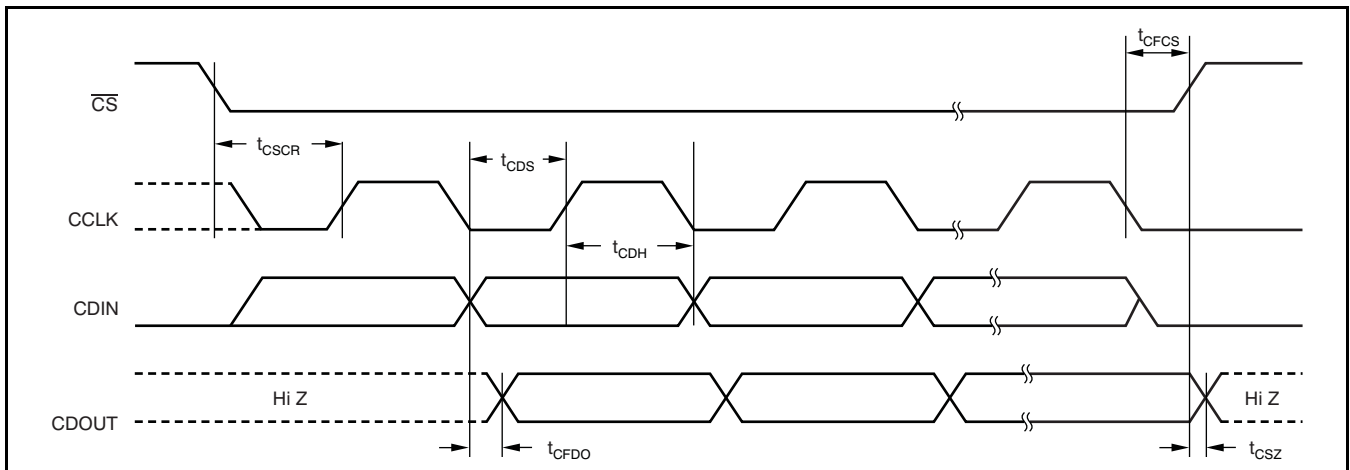 tCFCS
CS
tCSCR
tCDS
CCLK
tCDH
CDIN
Hi Z
Hi Z
CDOUT
tCFDO
tCSZ